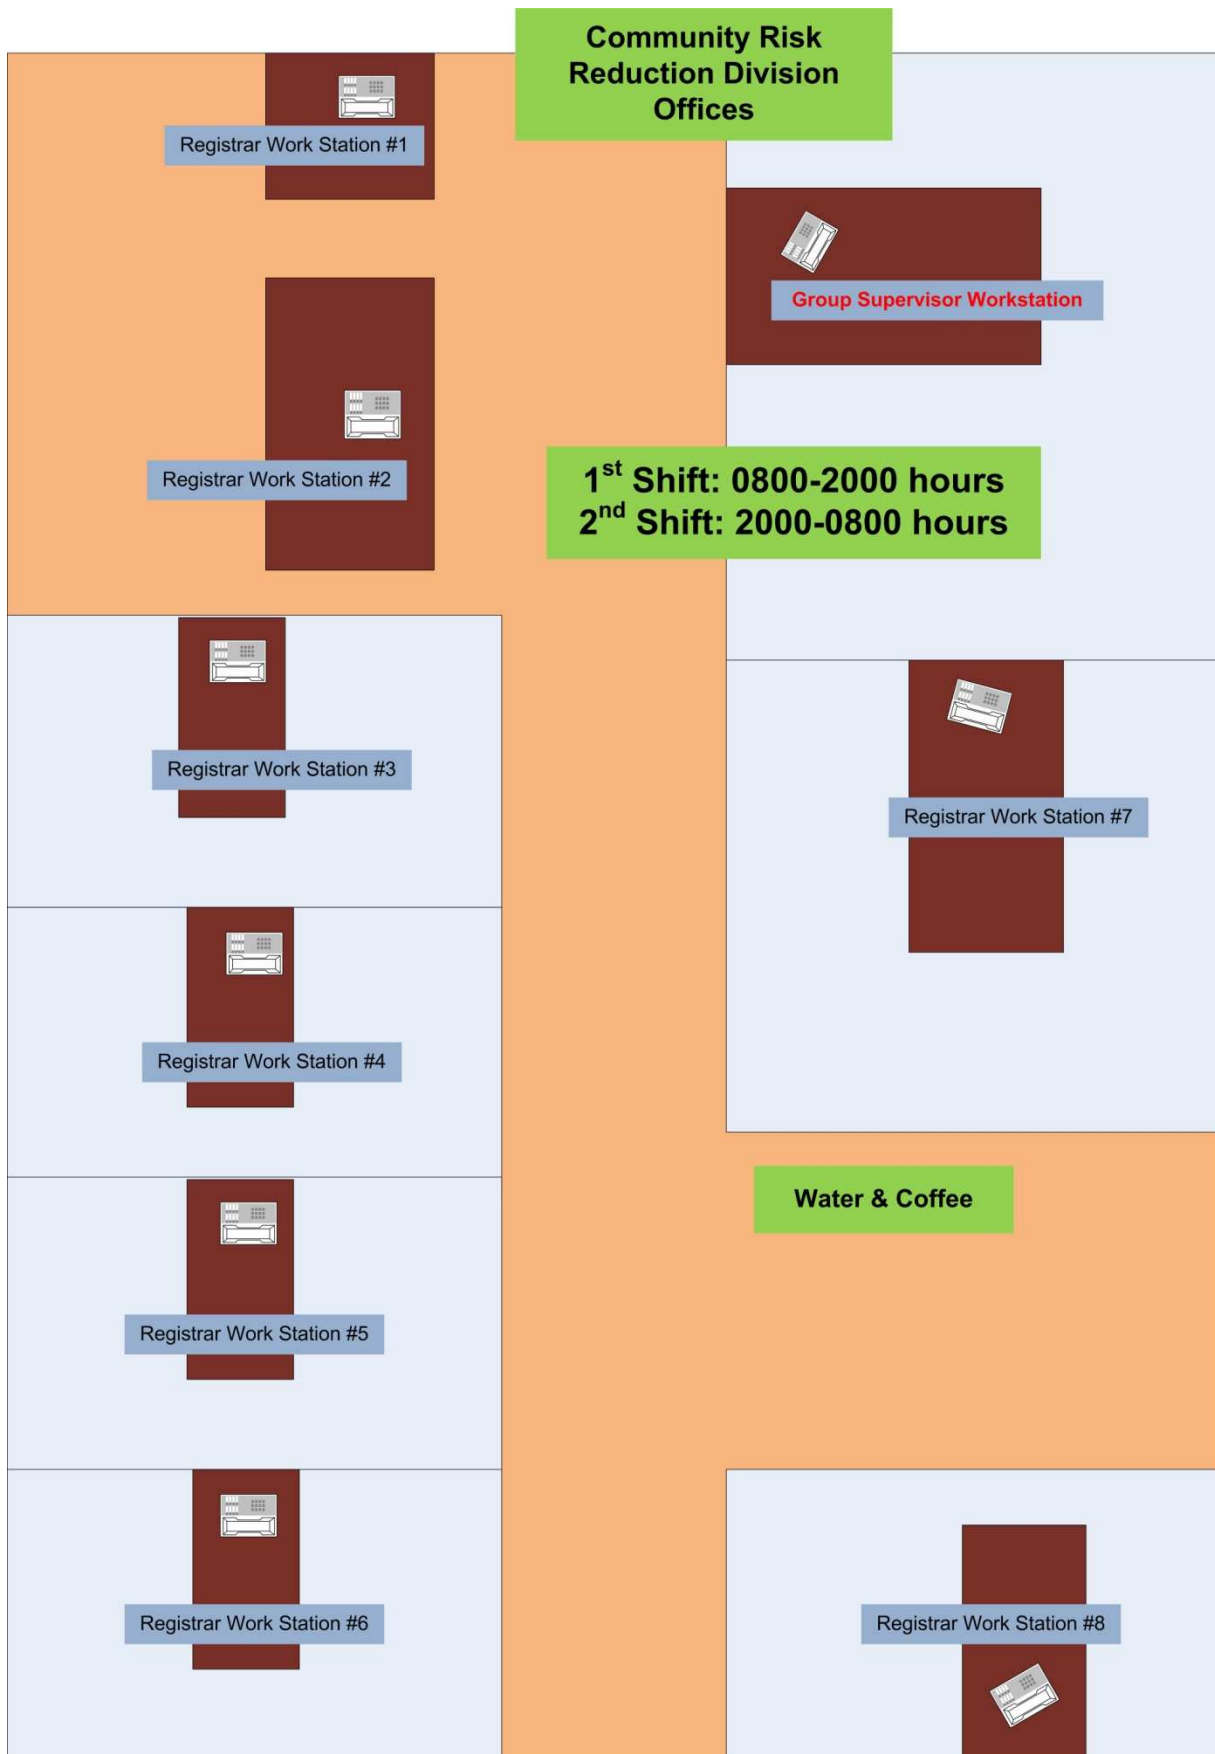 Community Risk
Reduction Division
Offices
Registrar Work Station #1
Group Supervisor Workstation
Registrar Work Station #2
1st Shift: 0800-2000 hours
2nd Shift: 2000-0800 hours
Registrar Work Station #3
Registrar Work Station #7
Registrar Work Station #4
Water & Coffee
Registrar Work Station #5
Registrar Work Station #6
Registrar Work Station #8